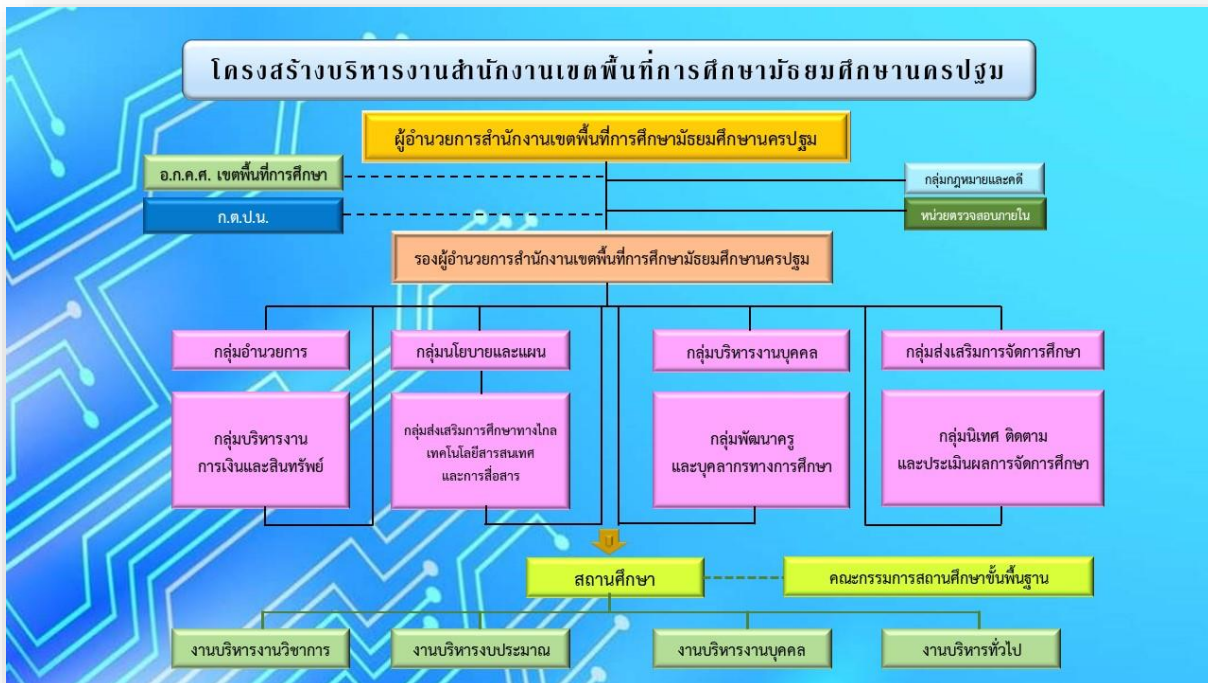 โครงสร้างบริหารงานสำนักงานเขตพื้นที่การศึกษามัธยมศึกษานครปฐม
ผู้อำนวยการสำนักงานเขตพื้นที่การศึกษามัธยมศึกษานครปฐม
อ.ก.ค.ศ. เขตพื้นที่การศึกษา
กลุ่มกฎหมายและคดี
ก.ต.ป.น.
หน่วยตรวจสอบภายใน
รองผู้อำนวยการสำนักงานเขตพื้นที่การศึกษามัธยมศึกษานครปฐม
กลุ่มอำนวยการ
กลุ่มนโยบายและแผน
กลุ่มบริหารงานบุคคล
กลุ่มส่งเสริมการจัดการศึกษา
กลุ่มบริหารงาน
การเงินและสินทรัพย์
กลุ่มส่งเสริมการศึกษาทางไกล
เทคโนโลยีสารสนเทศ
และการสื่อสาร
กลุ่มพัฒนาครู
และบุคลากรทางการศึกษา
กลุ่มนิเทศ ติดตาม
และประเมินผลการจัดการศึกษา
สถานศึกษา
คณะกรรมการสถานศึกษาขั้นพื้นฐาน
งานบริหารงานวิชาการ
งานบริหารงบประมาณ
งานบริหารงานบุคคล
งานบริหารทั่วไป